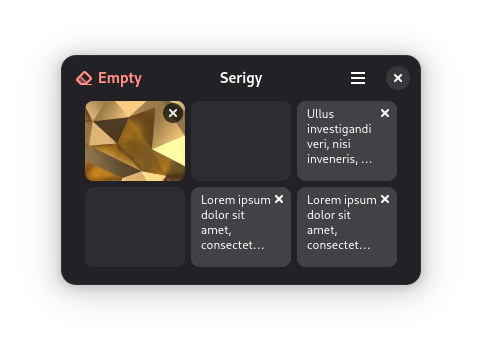 Empty
Serigy
Ullus
investigandi
veri, nisi
inveneris, …
Lorem ipsum
dolor sit
amet,
consectet…
Lorem ipsum
dolor sit
amet,
consectet…